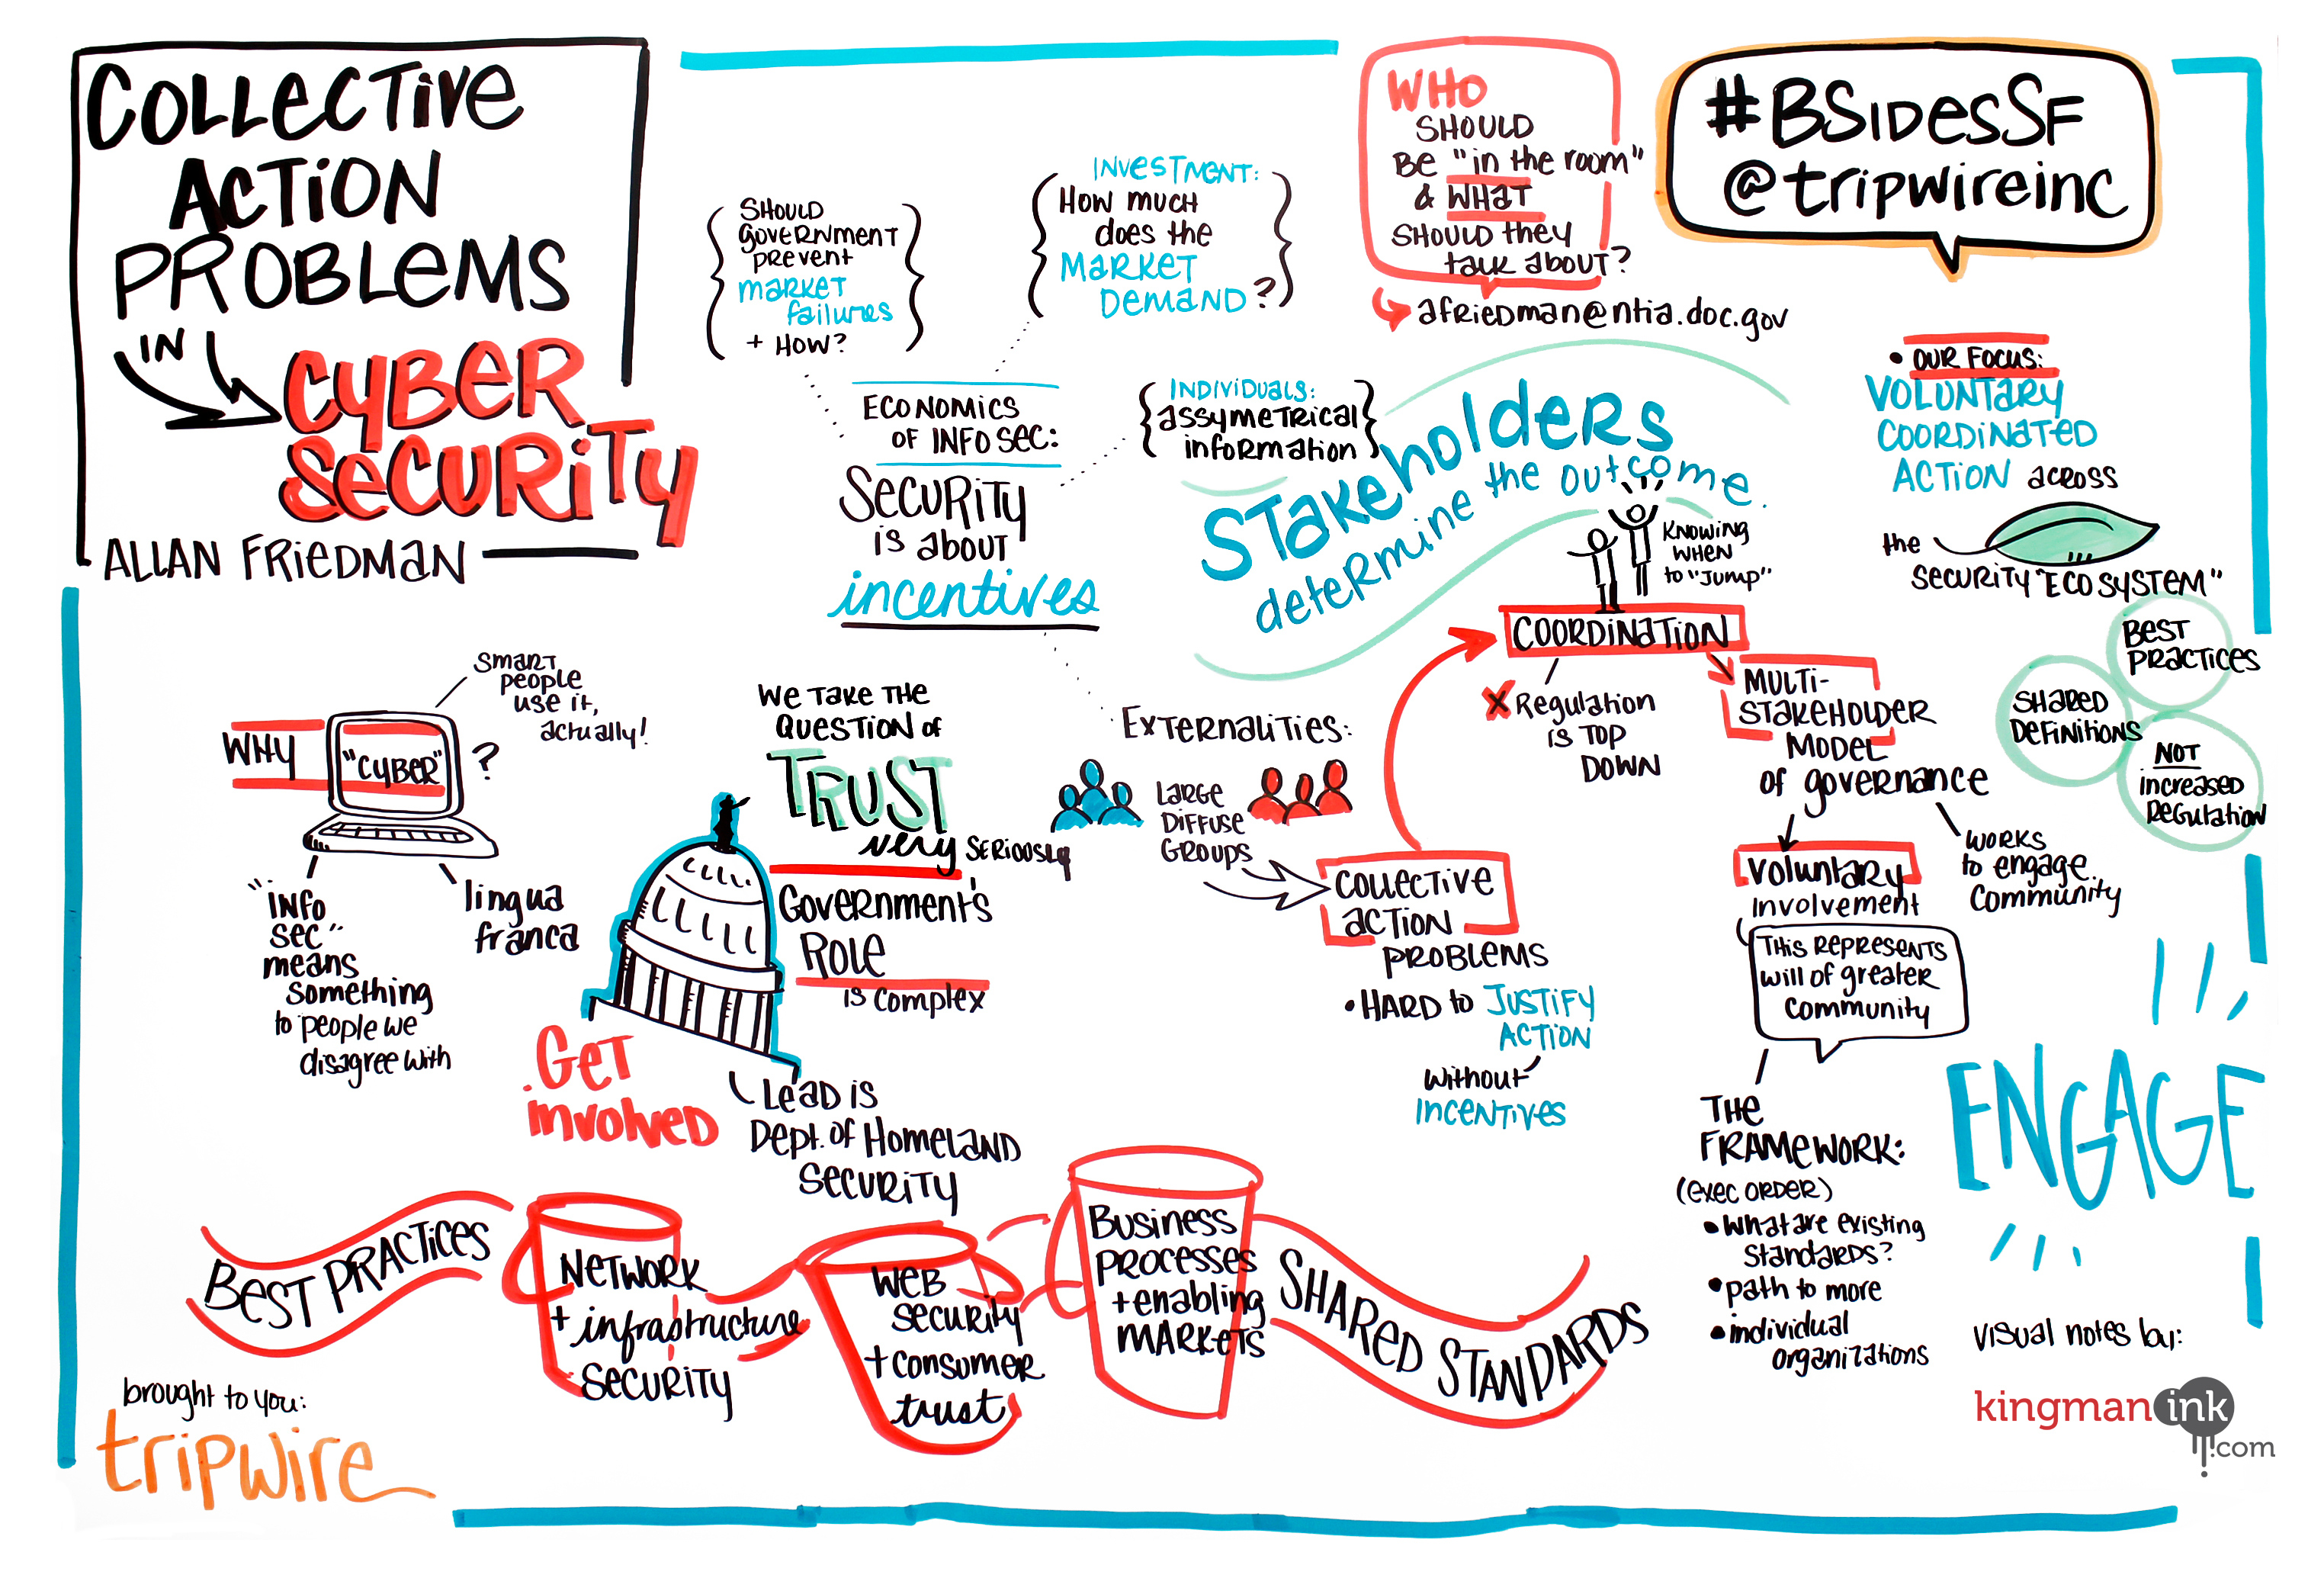 COLLECTIVE
ACTION
PROBLEMS
IN
CYBER
SECURITY
ALLAN FRIEDMAN
SHOULD
GOVERNMENT
PREVENT
MARKET
failures
+ HOW?
INVESTMENT:
HOW MUCH
does the
MARKET
DEMAND?
WHO
SHOULD
BE "in the room"
& WHAT
SHOULD they
talk about?
afriedman@ntia.doc.gov
#BSidesSF
@tripwireinc
ECONOMICS
OF INFO SEC:
SECURITY
is about
incentives
INDIVIDUALS:
assymetrical
information
Stakeholders
determine the outcome.
• OUR FOCUS:
VOLUNTARY
COORDINATED
ACTION across
the
SECURITY "ECOSYSTEM"
BEST
PRACTICES
SHARED
DEFINITIONS
NOT
increased
REGULATION
KNOWING
WHEN
to "JUMP"
COORDINATION
X Regulation
is TOP
DOWN
MULTI-
STAKEHOLDER
MODEL
of governance
WORKS
to engage
community
Voluntary
involvement
THIS REPRESENTS
will of greater
community
THE
FRAMEWORK:
(EXEC ORDER)
• what are existing
standards?
• path to more
• individual
organizations
WHY
"CYBER"
?
SMART
people
use it,
actually!
"INFO
SEC"
means
something
to people we
disagree with
lingua
franca
WE TAKE THE
QUESTION of
TRUST
very SERIOUSLY
Government's
ROLE
is complex
Get
involved
LEAD IS
Dept. of HOMELAND
SECURITY
EXTERNALITIES:
LARGE
DIFFUSE
GROUPS
COLLECTIVE
ACTION
PROBLEMS
• HARD to JUSTIFY
ACTION
without
INCENTIVES
ENGAGE
BEST PRACTICES
NETWORK
+ infrastructure
SECURITY
WEB
security
+ consumer
trust
BUSINESS
PROCESSES
+ enabling
MARKETS
SHARED STANDARDS
brought to you:
tripwire
visual notes by:
kingmanink
.com